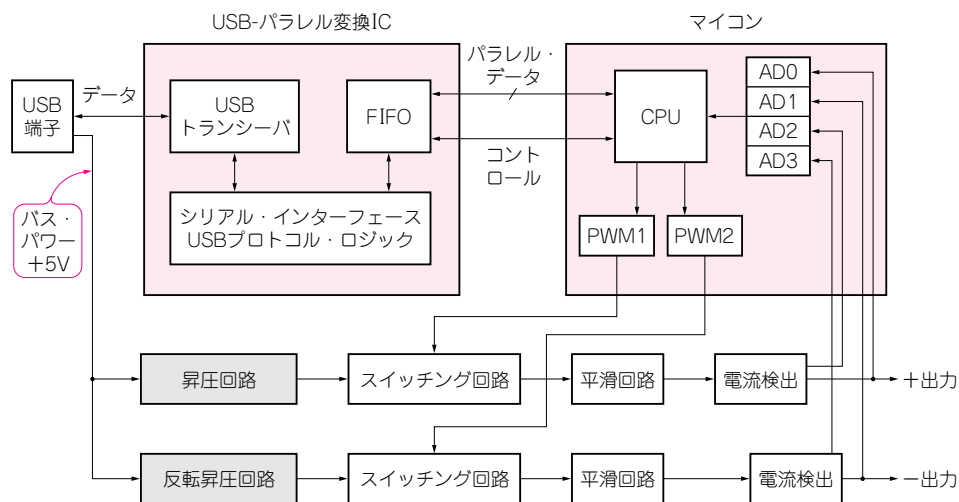 USB-パラレル変換IC
マイコン
USB
端子
データ
USB
トランシーバ
FIFO
パラレル・
データ
コント
ロール
CPU
AD0
AD1
AD2
AD3
シリアル・インターフェース
USBプロトコル・ロジック
PWM1
PWM2
バス・
パワー
+5V
昇圧回路
スイッチング回路
平滑回路
電流検出
+出力
反転昇圧回路
スイッチング回路
平滑回路
電流検出
−出力